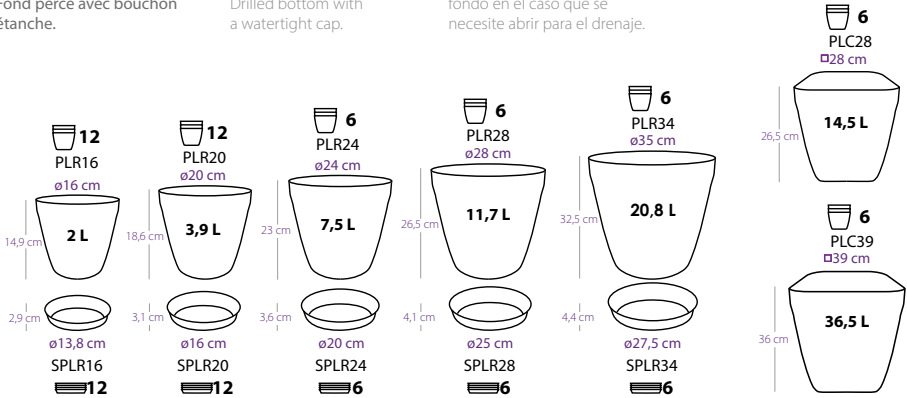 Fond percé avec bouchon
étanche.
Drilled bottom with
a watertight cap.
fondo en el caso que se
necesite abrir para el drenaje.
12
PLR16
ø16 cm
14,9 cm
2 L
2,9 cm
ø13,8 cm
SPLR16
12
12
PLR20
ø20 cm
18,6 cm
3,9 L
3,1 cm
ø16 cm
SPLR20
12
6
PLR24
ø24 cm
23 cm
7,5 L
3,6 cm
ø20 cm
SPLR24
6
6
PLR28
ø28 cm
26,5 cm
11,7 L
4,1 cm
ø25 cm
SPLR28
6
6
PLR34
ø35 cm
32,5 cm
20,8 L
4,4 cm
ø27,5 cm
SPLR34
6
6
PLC28
28 cm
26,5 cm
14,5 L
6
PLC39
39 cm
36 cm
36,5 L